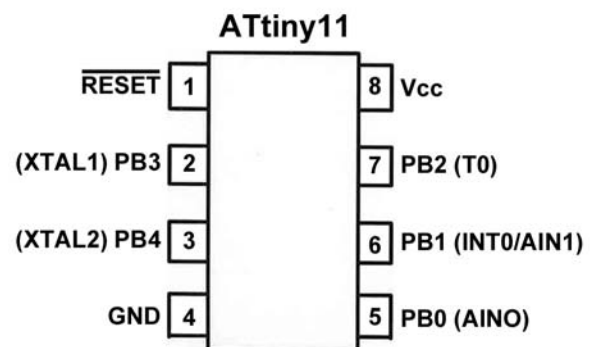 ATtiny11
RESET 1 8 Vcc
(XTAL1) PB3 2 7 PB2 (T0)
(XTAL2) PB4 3 6 PB1 (INT0/AIN1)
GND 4 5 PB0 (AINO)